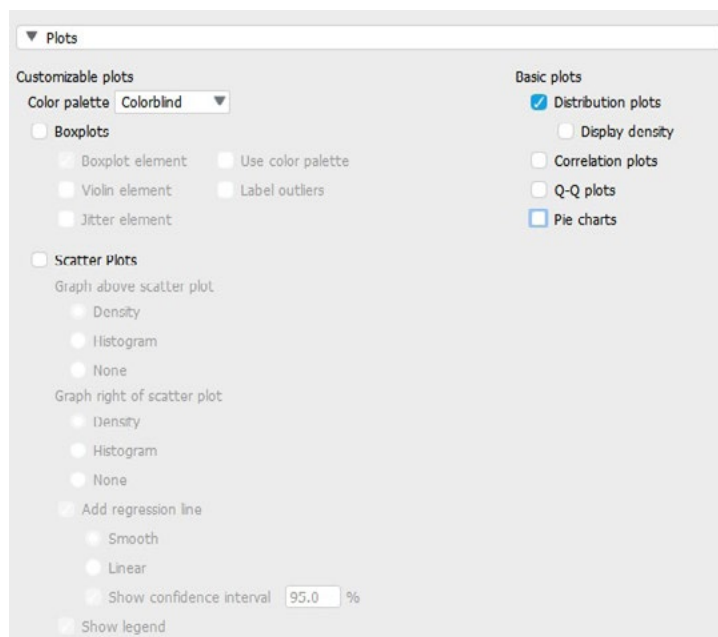 Plots
Customizable plots
Color palette Colorblind
Boxplots
Boxplot element Use color palette
Violin element Label outliers
Jitter element
Scatter Plots
Graph above scatter plot
Density
Histogram
None
Graph right of scatter plot
Density
Histogram
None
Add regression line
Smooth
Linear
Show confidence interval 95.0 %
Show legend
Basic plots
Distribution plots
Display density
Correlation plots
Q-Q plots
Pie charts